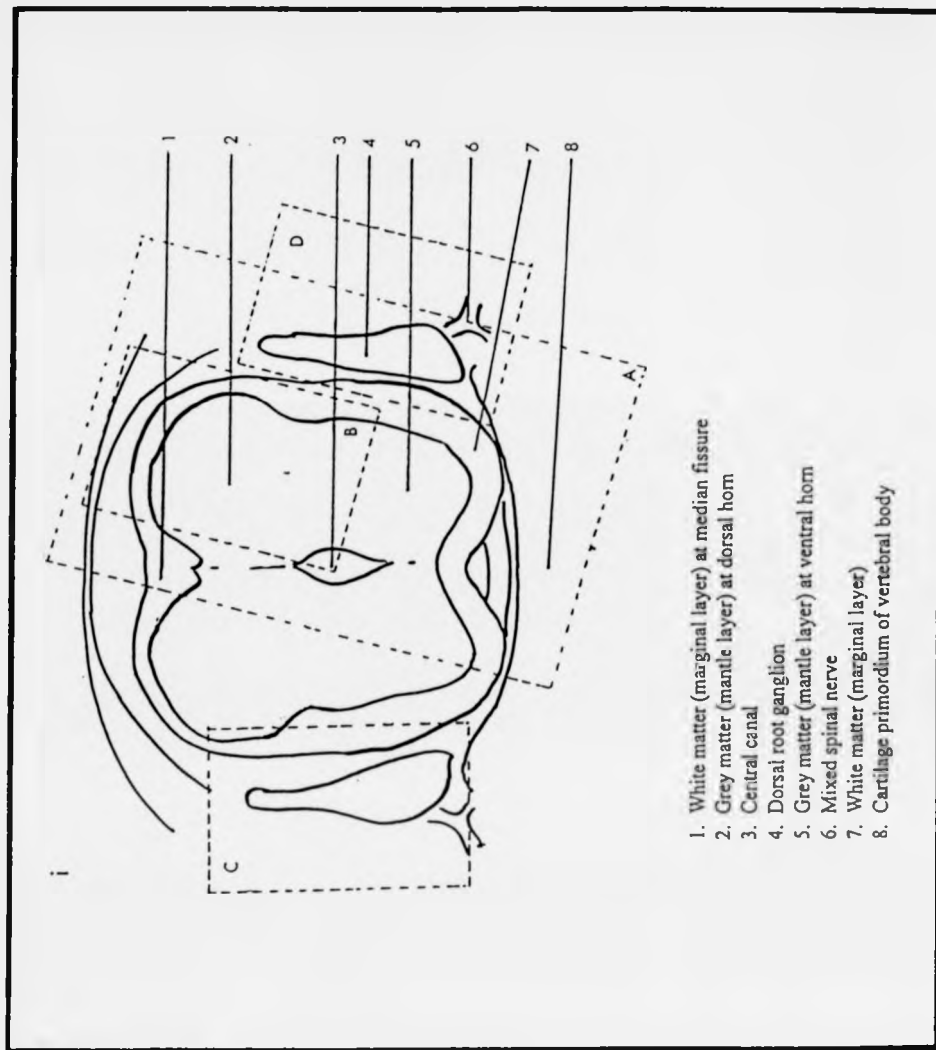 i
1
2
3
4
5
6
7
8
A
B
C
D
1. White matter (marginal layer) at median fissure
2. Grey matter (mantle layer) at dorsal horn
3. Central canal
4. Dorsal root ganglion
5. Grey matter (mantle layer) at ventral horn
6. Mixed spinal nerve
7. White matter (marginal layer)
8. Cartilage primordium of vertebral body